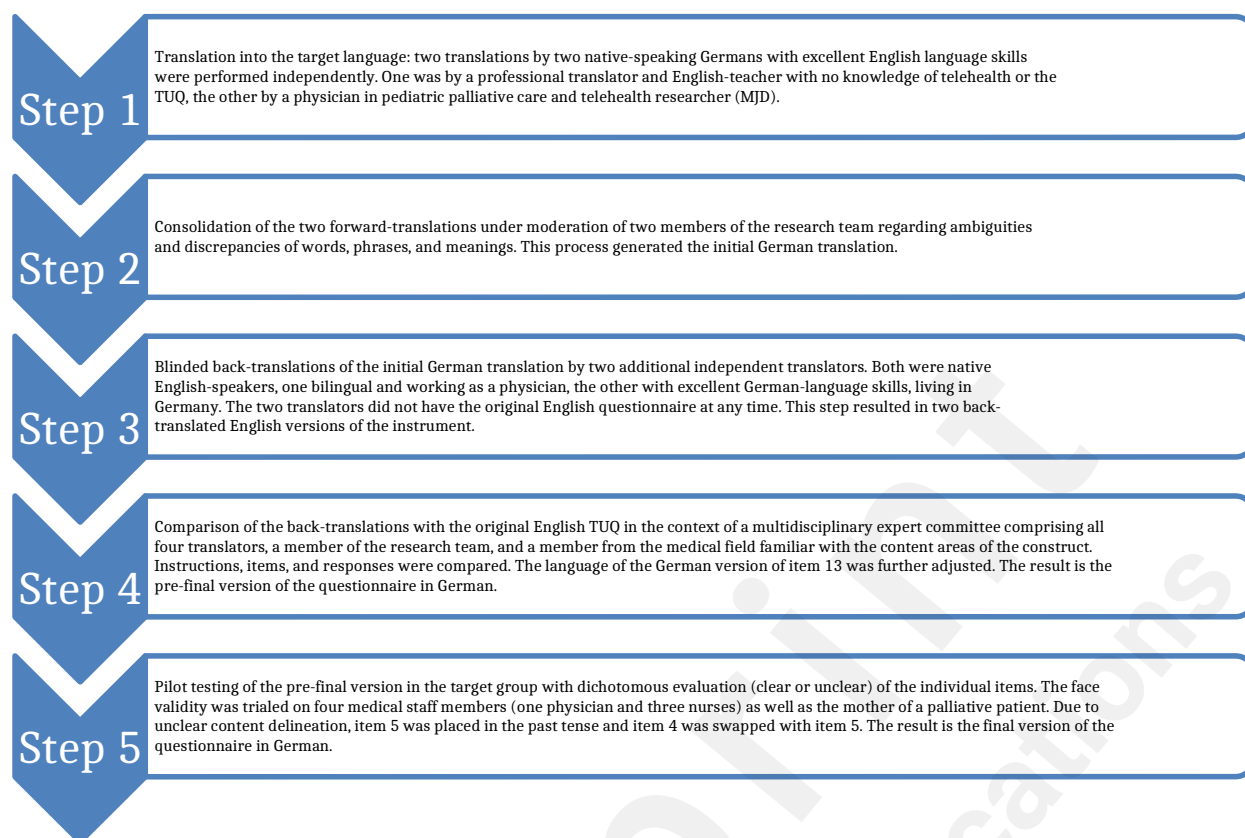 Step 1
Translation into the target language: two translations by two native-speaking Germans with excellent English language skills
were performed independently. One was by a professional translator and English-teacher with no knowledge of telehealth or the
TUQ, the other by a physician in pediatric palliative care and telehealth researcher (MJD).
Step 2
Consolidation of the two forward-translations under moderation of two members of the research team regarding ambiguities
and discrepancies of words, phrases, and meanings. This process generated the initial German translation.
Step 3
Blinded back-translations of the initial German translation by two additional independent translators. Both were native
English-speakers, one bilingual and working as a physician, the other with excellent German-language skills, living in
Germany. The two translators did not have the original English questionnaire at any time. This step resulted in two back-
translated English versions of the instrument.
Step 4
Comparison of the back-translations with the original English TUQ in the context of a multidisciplinary expert committee comprising all
four translators, a member of the research team, and a member from the medical field familiar with the content areas of the construct.
Instructions, items, and responses were compared. The language of the German version of item 13 was further adjusted. The result is the
pre-final version of the questionnaire in German.
Step 5
Pilot testing of the pre-final version in the target group with dichotomous evaluation (clear or unclear) of the individual items. The face
validity was trialed on four medical staff members (one physician and three nurses) as well as the mother of a palliative patient. Due to
unclear content delineation, item 5 was placed in the past tense and item 4 was swapped with item 5. The result is the final version of the
questionnaire in German.
rint
cations